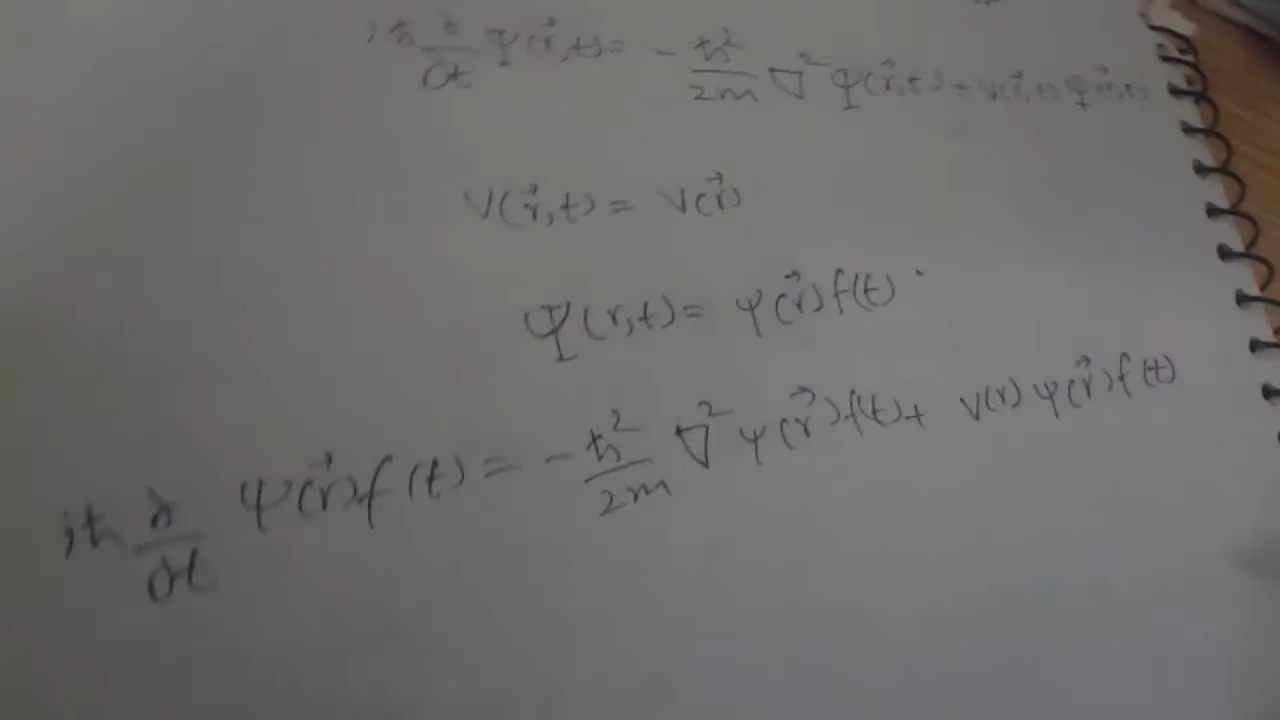 iħ ∂/∂t Ψ(r⃗,t) = - ħ²/2m ∇² Ψ(r⃗,t) + V(r⃗,t) Ψ(r⃗,t)
V(r⃗,t) = V(r⃗)
Ψ(r,t) = ψ(r⃗) f(t)
iħ ∂/∂t ψ(r⃗) f(t) = - ħ²/2m ∇² ψ(r⃗) f(t) + V(r) ψ(r⃗) f(t)